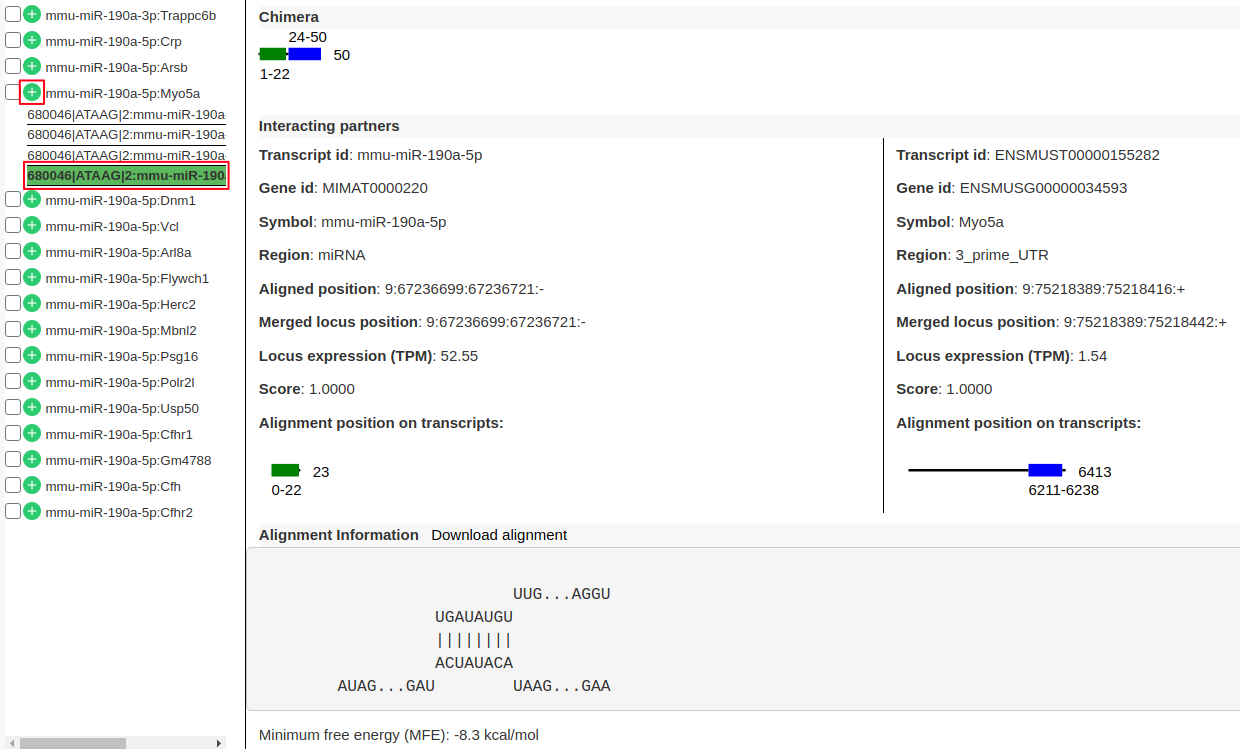 mmu-miR-190a-3p:Trappc6b
mmu-miR-190a-5p:Crp
mmu-miR-190a-5p:Arsb
mmu-miR-190a-5p:Myo5a
680046|ATAAG|2:mmu-miR-190a-
680046|ATAAG|2:mmu-miR-190a-
680046|ATAAG|2:mmu-miR-190a-
680046|ATAAG|2:mmu-miR-190a
mmu-miR-190a-5p:Dnm1
mmu-miR-190a-5p:Vcl
mmu-miR-190a-5p:Arl8a
mmu-miR-190a-5p:Flywch1
mmu-miR-190a-5p:Herc2
mmu-miR-190a-5p:Mbnl2
mmu-miR-190a-5p:Psg16
mmu-miR-190a-5p:Polr2l
mmu-miR-190a-5p:Usp50
mmu-miR-190a-5p:Cfhr1
mmu-miR-190a-5p:Gm4788
mmu-miR-190a-5p:Cfh
mmu-miR-190a-5p:Cfhr2
Chimera
24-50
50
1-22
Interacting partners
Transcript id: mmu-miR-190a-5p
Gene id: MIMAT0000220
Symbol: mmu-miR-190a-5p
Region: miRNA
Aligned position: 9:67236699:67236721:-
Merged locus position: 9:67236699:67236721:-
Locus expression (TPM): 52.55
Score: 1.0000
Alignment position on transcripts:
23
0-22
Transcript id: ENSMUST00000155282
Gene id: ENSMUSG00000034593
Symbol: Myo5a
Region: 3_prime_UTR
Aligned position: 9:75218389:75218416:+
Merged locus position: 9:75218389:75218442:+
Locus expression (TPM): 1.54
Score: 1.0000
Alignment position on transcripts:
6413
6211-6238
Alignment Information Download alignment
UUG...AGGU
UGAUAUGU
||||||||
ACUAUACA
AUAG...GAU UAAG...GAA
Minimum free energy (MFE): -8.3 kcal/mol